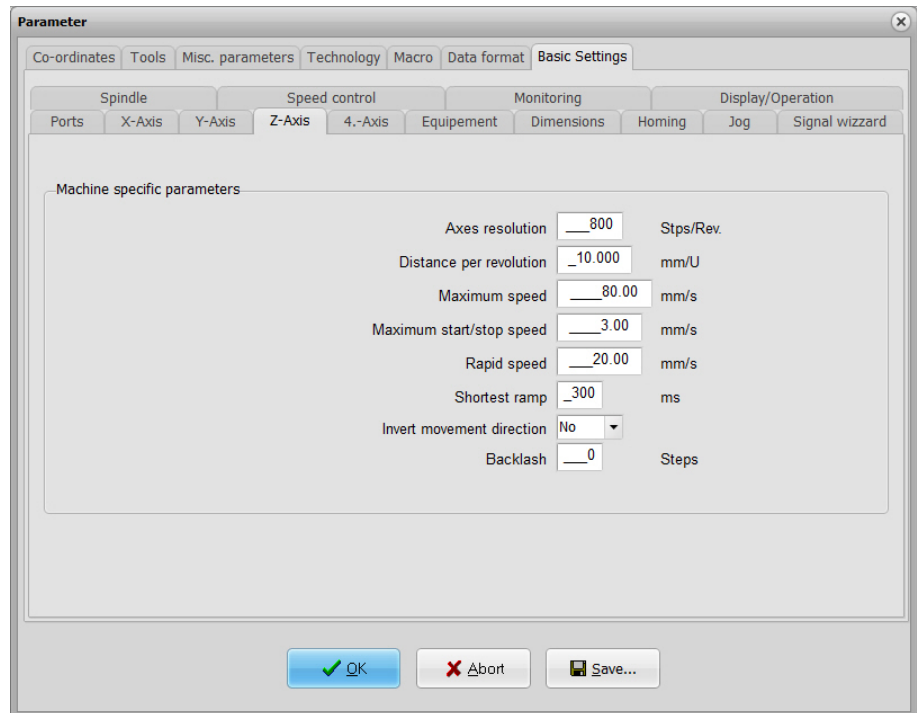 Parameter
Co-ordinates Tools Misc. parameters Technology Macro Data format Basic Settings
Spindle Speed control Monitoring Display/Operation
Ports X-Axis Y-Axis Z-Axis 4.-Axis Equipement Dimensions Homing Jog Signal wizzard
Machine specific parameters
Axes resolution ___800 Stps/Rev.
Distance per revolution _10.000 mm/U
Maximum speed ____80.00 mm/s
Maximum start/stop speed ____3.00 mm/s
Rapid speed ___20.00 mm/s
Shortest ramp _300 ms
Invert movement direction No
Backlash ___0 Steps
OK Abort Save...